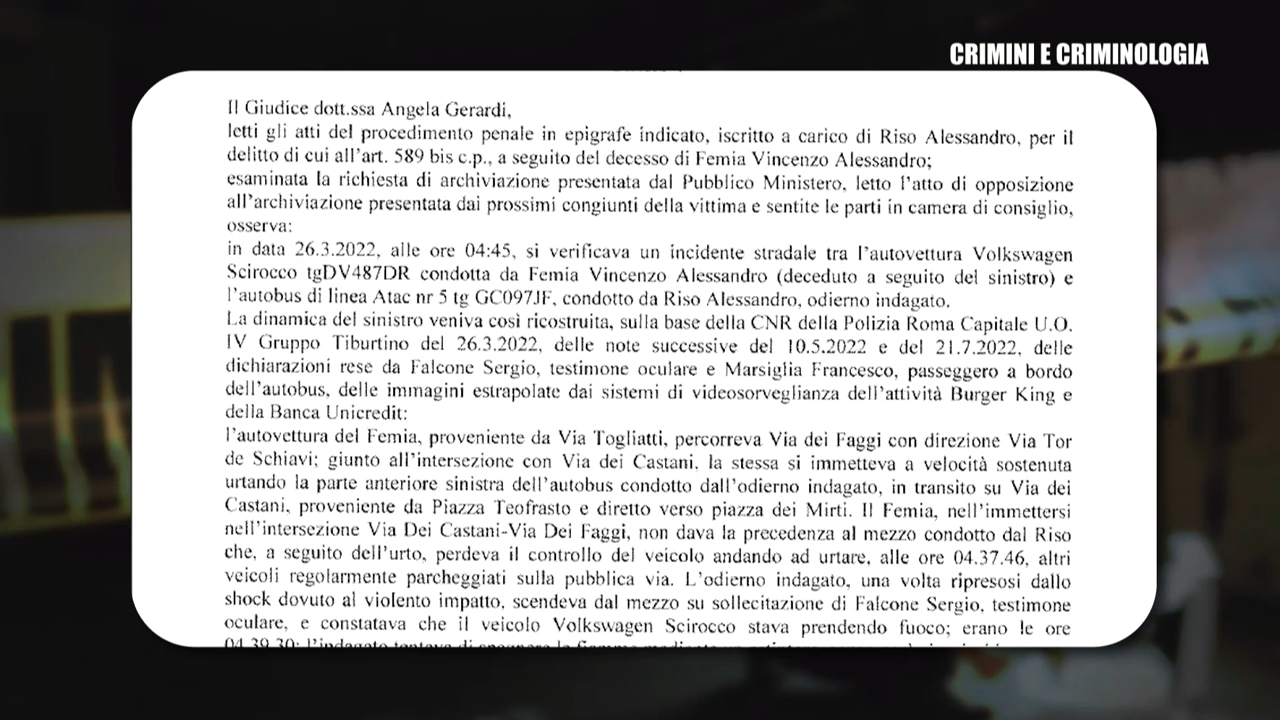 CRIMINI E CRIMINOLOGIA
Il Giudice dott.ssa Angela Gerardi,
letti gli atti del procedimento penale in epigrafe indicato, iscritto a carico di Riso Alessandro, per il
delitto di cui all'art. 589 bis c.p., a seguito del decesso di Femia Vincenzo Alessandro;
esaminata la richiesta di archiviazione presentata dal Pubblico Ministero, letto l'atto di opposizione
all'archiviazione presentata dai prossimi congiunti della vittima e sentite le parti in camera di consiglio,
osserva:
in data 26.3.2022, alle ore 04:45, si verificava un incidente stradale tra l'autovettura Volkswagen
Scirocco tgDV487DR condotta da Femia Vincenzo Alessandro (deceduto a seguito del sinistro) e
l'autobus di linea Atac nr 5 tg GC097JF, condotto da Riso Alessandro, odierno indagato.
La dinamica del sinistro veniva così ricostruita, sulla base della CNR della Polizia Roma Capitale U.O.
IV Gruppo Tiburtino del 26.3.2022, delle note successive del 10.5.2022 e del 21.7.2022, delle
dichiarazioni rese da Falcone Sergio, testimone oculare e Marsiglia Francesco, passeggero a bordo
dell'autobus, delle immagini estrapolate dai sistemi di videosorveglianza dell'attività Burger King e
della Banca Unicredit:
l'autovettura del Femia, proveniente da Via Togliatti, percorreva Via dei Faggi con direzione Via Tor
de Schiavi; giunto all'intersezione con Via dei Castani, la stessa si immetteva a velocità sostenuta
urtando la parte anteriore sinistra dell'autobus condotto dall'odierno indagato, in transito su Via dei
Castani, proveniente da Piazza Teofrasto e diretto verso piazza dei Mirti. Il Femia, nell'immettersi
nell'intersezione Via Dei Castani-Via Dei Faggi, non dava la precedenza al mezzo condotto dal Riso
che, a seguito dell'urto, perdeva il controllo del veicolo andando ad urtare, alle ore 04.37.46, altri
veicoli regolarmente parcheggiati sulla pubblica via. L'odierno indagato, una volta ripresosi dallo
shock dovuto al violento impatto, scendeva dal mezzo su sollecitazione di Falcone Sergio, testimone
oculare, e constatava che il veicolo Volkswagen Scirocco stava prendendo fuoco; erano le ore
04.39.30; l'indagato tentava di spegnere le fiamme mediante un